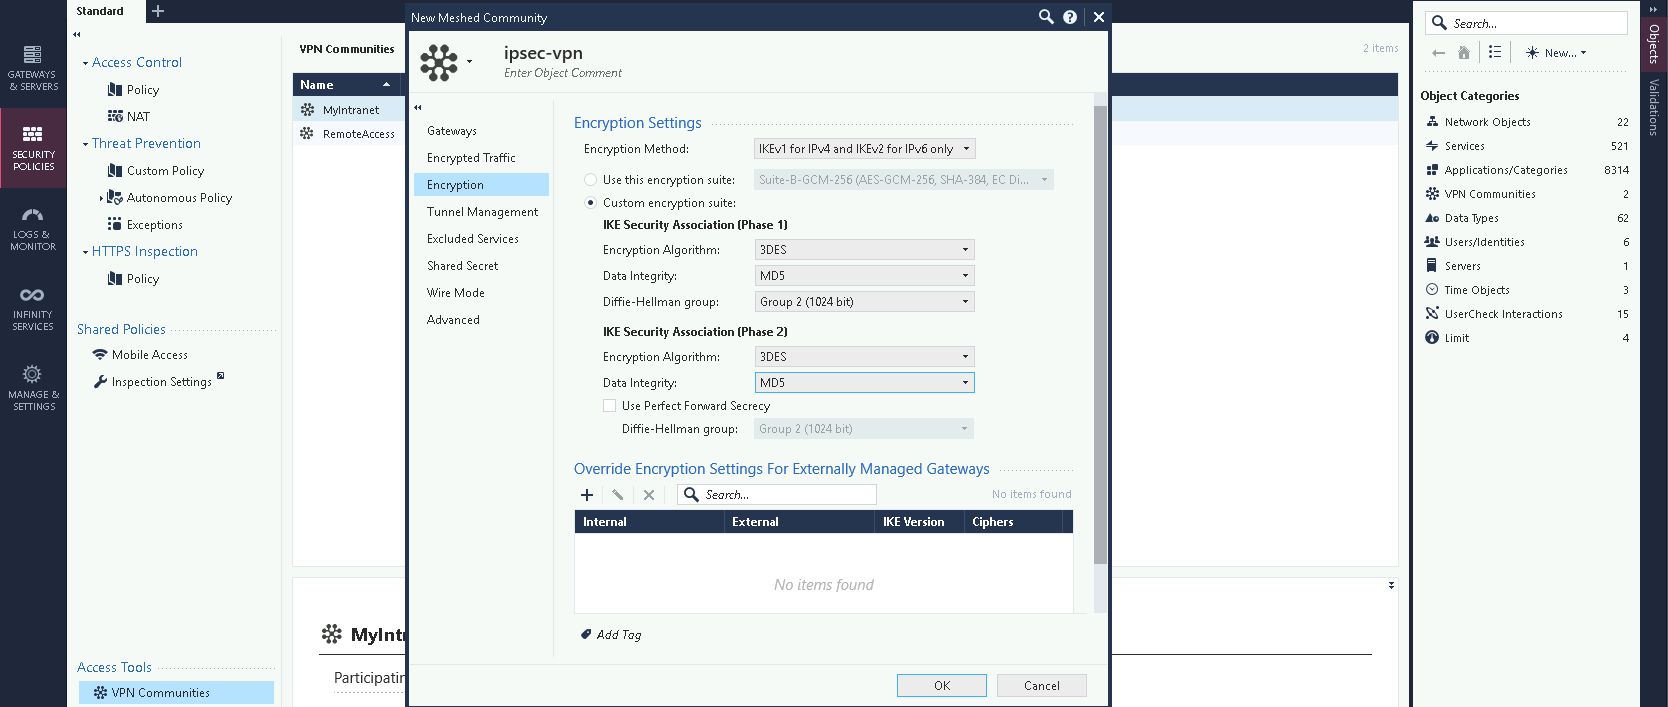 Standard
GATEWAYS
& SERVERS
SECURITY
POLICIES
LOGS &
MONITOR
INFINITY
SERVICES
MANAGE &
SETTINGS
Access Control
Policy
NAT
Threat Prevention
Custom Policy
Autonomous Policy
Exceptions
HTTPS Inspection
Policy
Shared Policies
Mobile Access
Inspection Settings
Access Tools
VPN Communities
VPN Communities
2 items
Name
MyIntranet
RemoteAccess
MyIntr
Participatin
New Meshed Community
ipsec-vpn
Enter Object Comment
Gateways
Encrypted Traffic
Encryption
Tunnel Management
Excluded Services
Shared Secret
Wire Mode
Advanced
Encryption Settings
Encryption Method: IKEv1 for IPv4 and IKEv2 for IPv6 only
Use this encryption suite: Suite-B-GCM-256 (AES-GCM-256, SHA-384, EC Di...
Custom encryption suite:
IKE Security Association (Phase 1)
Encryption Algorithm: 3DES
Data Integrity: MD5
Diffie-Hellman group: Group 2 (1024 bit)
IKE Security Association (Phase 2)
Encryption Algorithm: 3DES
Data Integrity: MD5
Use Perfect Forward Secrecy
Diffie-Hellman group: Group 2 (1024 bit)
Override Encryption Settings For Externally Managed Gateways
Search...
No items found
Internal External IKE Version Ciphers
No items found
Add Tag
OK Cancel
Search...
New...
Object Categories
Network Objects 22
Services 521
Applications/Categories 8314
VPN Communities 2
Data Types 62
Users/Identities 6
Servers 1
Time Objects 3
UserCheck Interactions 15
Limit 4
Objects
Validations